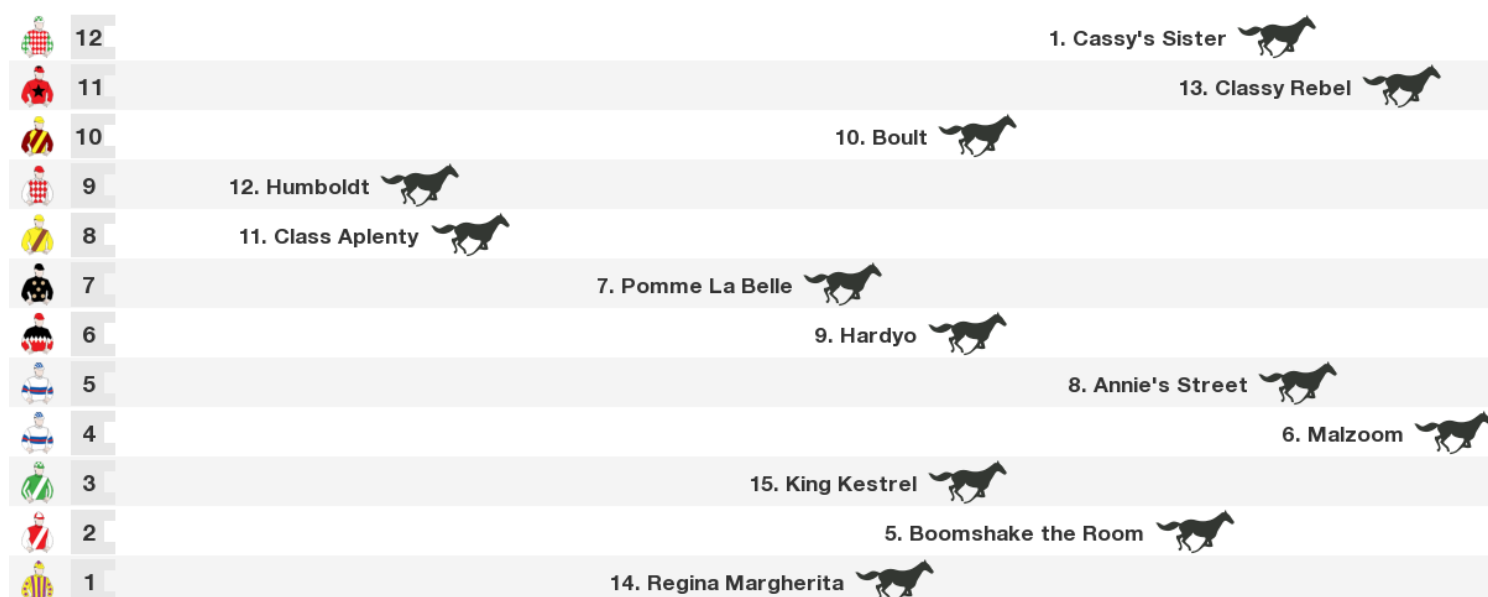 12 1. Cassy's Sister
11 13. Classy Rebel
10 10. Boult
9 12. Humboldt
8 11. Class Aplenty
7 7. Pomme La Belle
6 9. Hardyo
5 8. Annie's Street
4 6. Malzoom
3 15. King Kestrel
2 5. Boomshake the Room
1 14. Regina Margherita